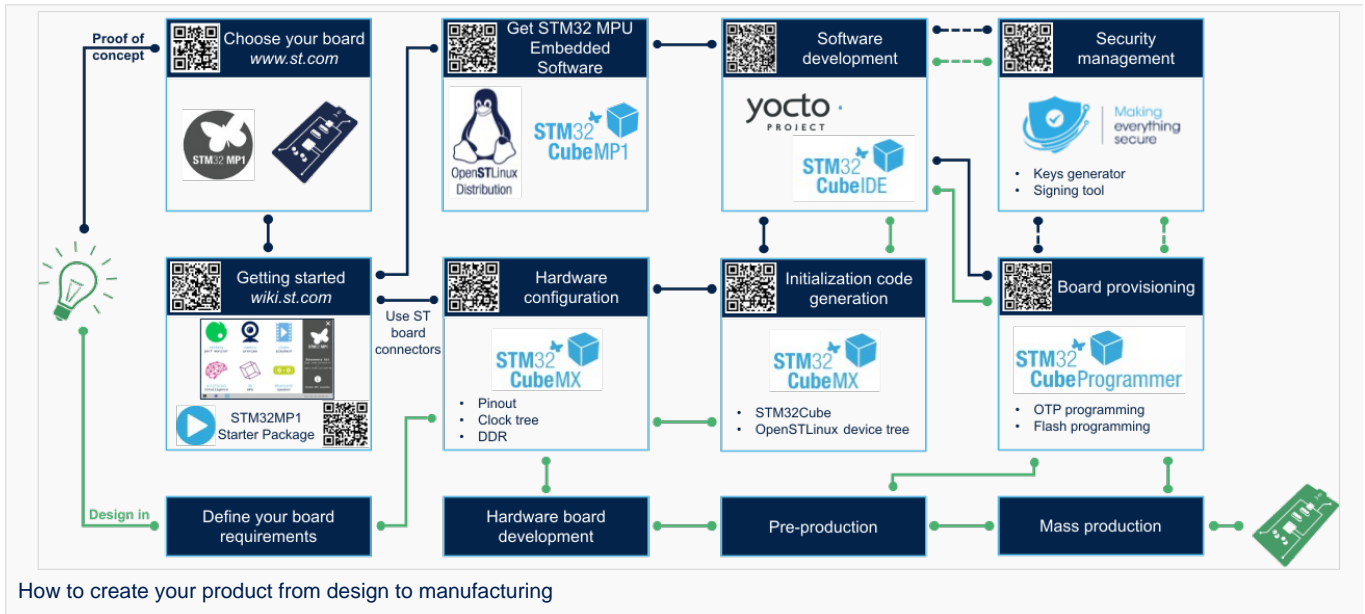 Proof of
concept
Choose your board
www.st.com
STM32 MP1
Get STM32 MPU
Embedded
Software
OpenSTLinux
Distribution
STM32
CubeMP1
Software
development
yocto
PROJECT
STM32
CubeIDE
Security
management
Making
everything
secure
• Keys generator
• Signing tool
Getting started
wiki.st.com
STM32MP1
Starter Package
Use ST
board
connectors
Hardware
configuration
STM32
CubeMX
• Pinout
• Clock tree
• DDR
Initialization code
generation
STM32
CubeMX
• STM32Cube
• OpenSTLinux device tree
Board provisioning
STM32
CubeProgrammer
• OTP programming
• Flash programming
Design in
Define your board
requirements
Hardware board
development
Pre-production
Mass production
How to create your product from design to manufacturing